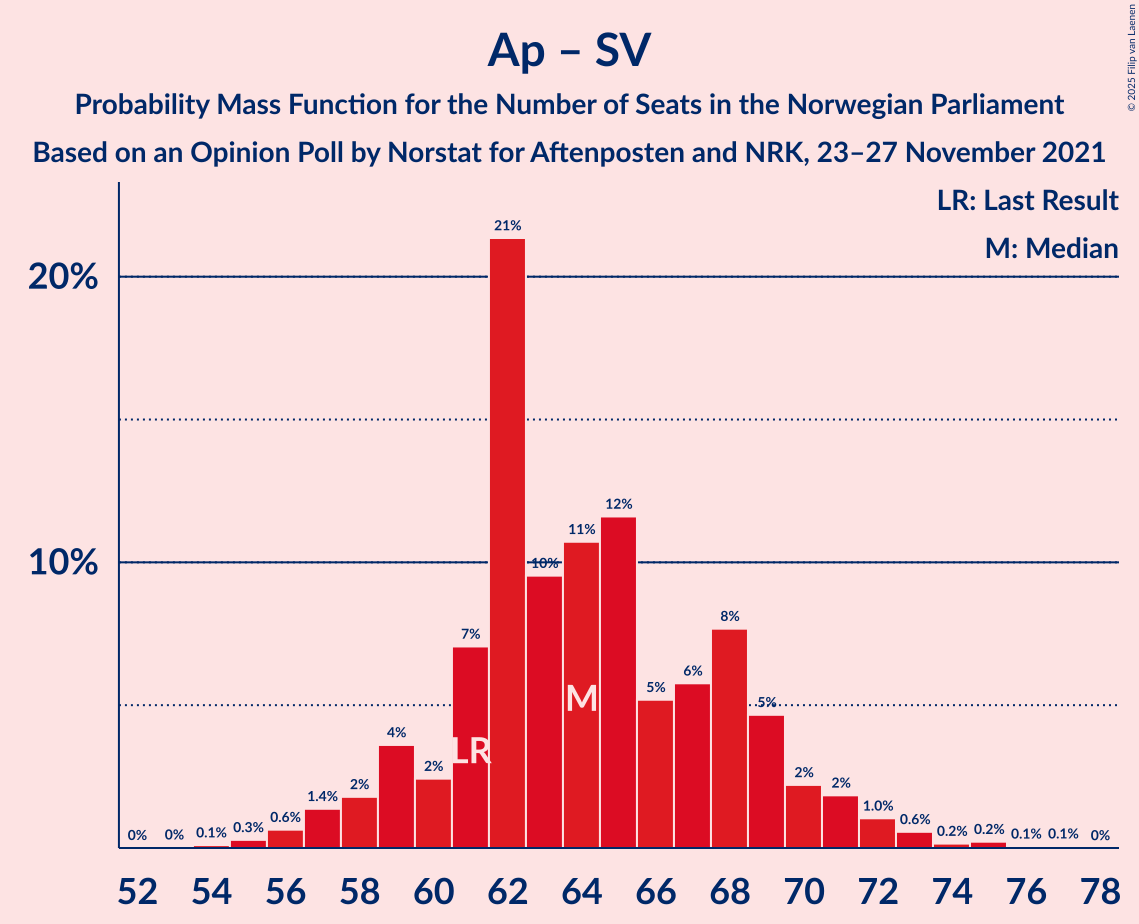 Ap – SV
Probability Mass Function for the Number of Seats in the Norwegian Parliament
Based on an Opinion Poll by Norstat for Aftenposten and NRK, 23–27 November 2021
© 2025 Filip van Laenen
LR: Last Result
M: Median
20%
10%
0% 0% 0.1% 0.3% 0.6% 1.4% 2% 4% 2% 7% 21% 10% 11% 12% 5% 6% 8% 5% 2% 2% 1.0% 0.6% 0.2% 0.2% 0.1% 0.1% 0%
LR
M
52 54 56 58 60 62 64 66 68 70 72 74 76 78